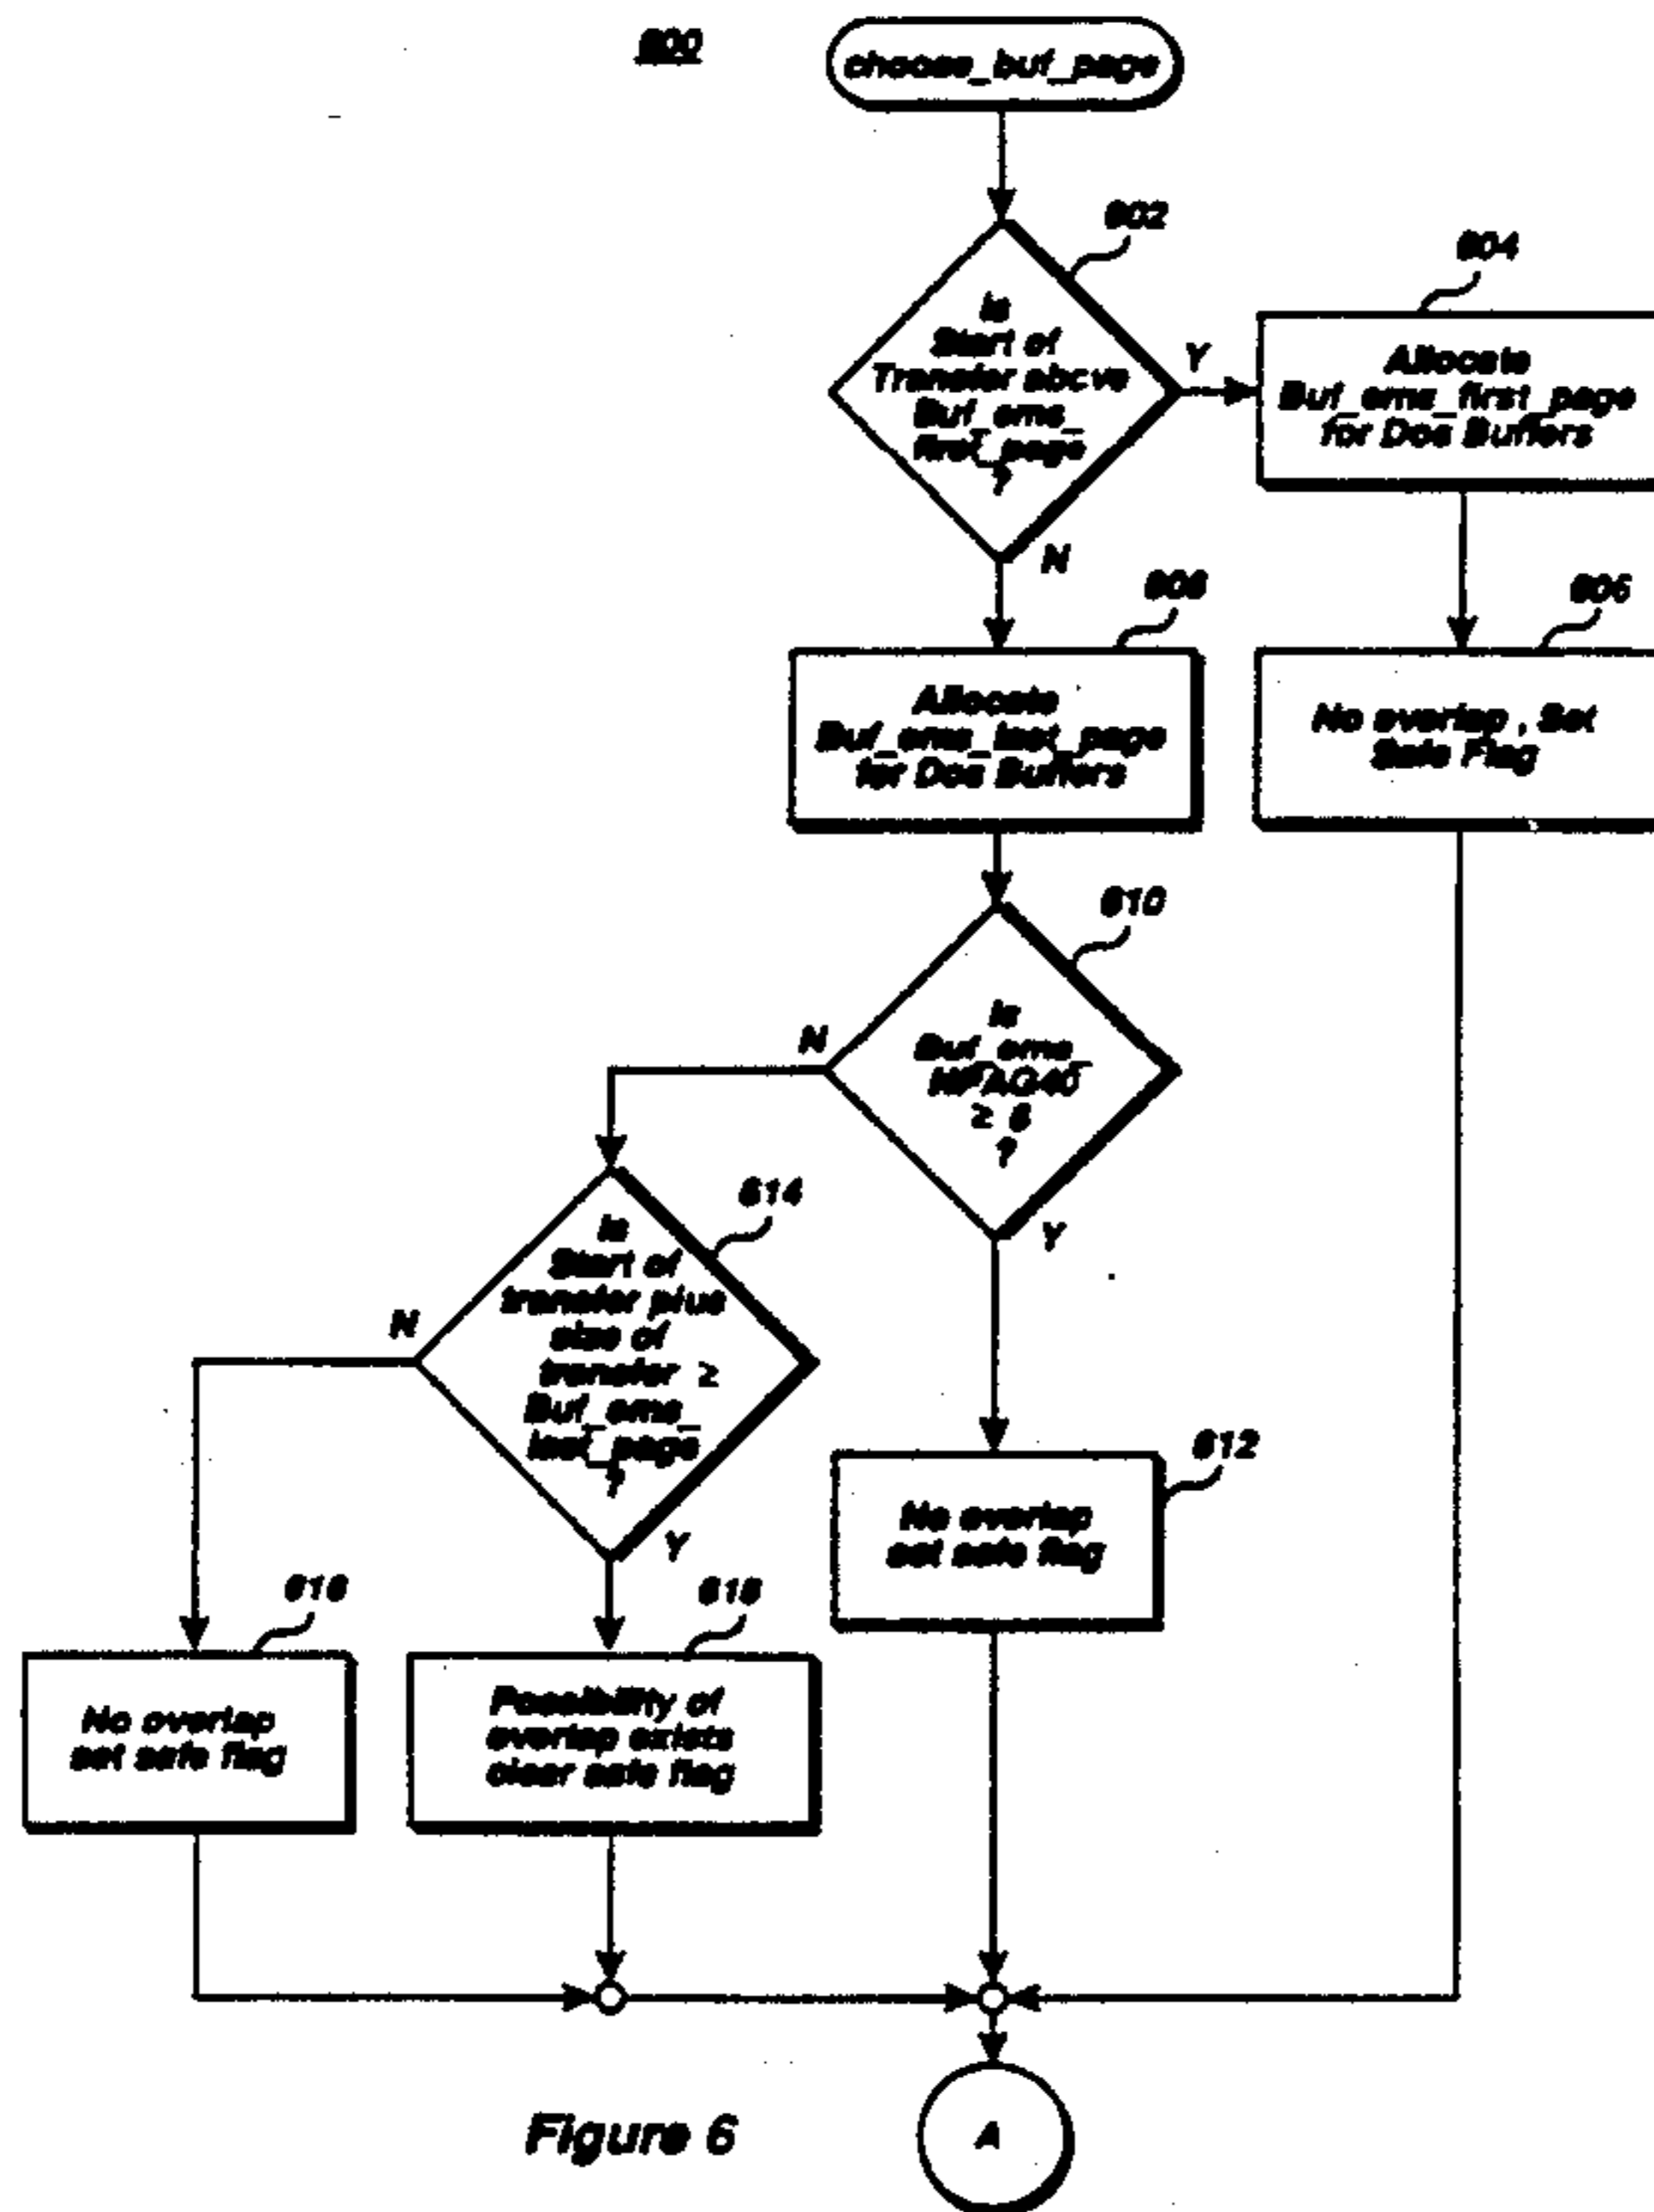 600
choose_buf_page
602
Is
Start of
Transfer above
Buf_ems_
first_page
?
Y
N
604
Allocate
Buf_ems_first_page
for Dos Buffers
608
Allocate
Buf_ems_last_page
for Dos Buffers
606
No overlap , Set
Safe Flag
610
Is
Buf_ems_
NPAG40
≥ 6
?
N
Y
614
Is
Start of
transfer plus
size of
transfer ≥
Buf_ems_
last_page
?
N
Y
612
No overlap
set safe flag
616
No overlap
set safe flag
618
Possibility of
overlap exists
clear safe flag
Figure 6
A